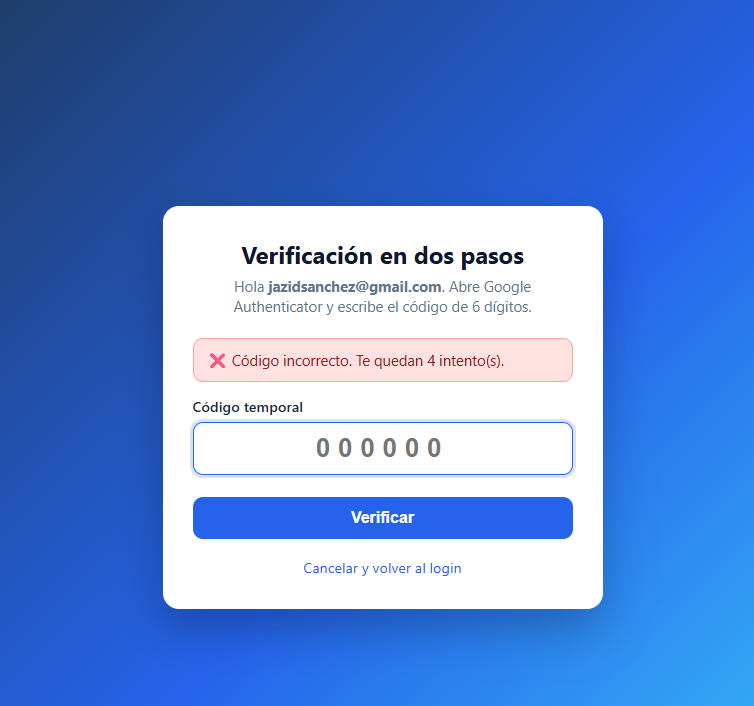 Verificación en dos pasos
Hola jazidsanchez@gmail.com. Abre Google
Authenticator y escribe el código de 6 dígitos.
❌ Código incorrecto. Te quedan 4 intento(s).
Código temporal
000000
Verificar
Cancelar y volver al login